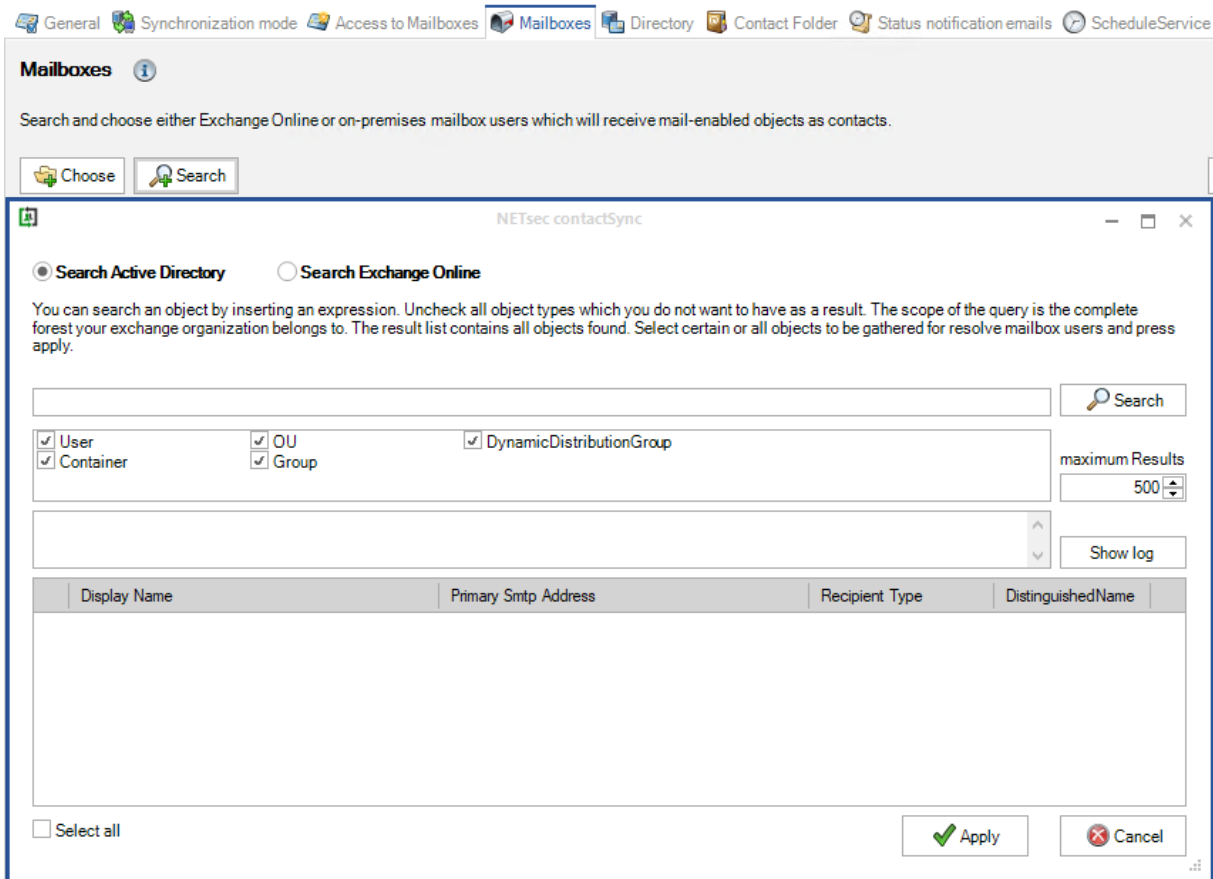 General Synchronization mode Access to Mailboxes Mailboxes Directory Contact Folder Status notification emails ScheduleService
Mailboxes
Search and choose either Exchange Online or on-premises mailbox users which will receive mail-enabled objects as contacts.
Choose Search
NETsec contactSync
Search Active Directory Search Exchange Online
You can search an object by inserting an expression. Uncheck all object types which you do not want to have as a result. The scope of the query is the complete
forest your exchange organization belongs to. The result list contains all objects found. Select certain or all objects to be gathered for resolve mailbox users and press
apply.
Search
User OU DynamicDistributionGroup
Container Group
maximum Results
500
Show log
Display Name Primary Smtp Address Recipient Type DistinguishedName
Select all
Apply Cancel